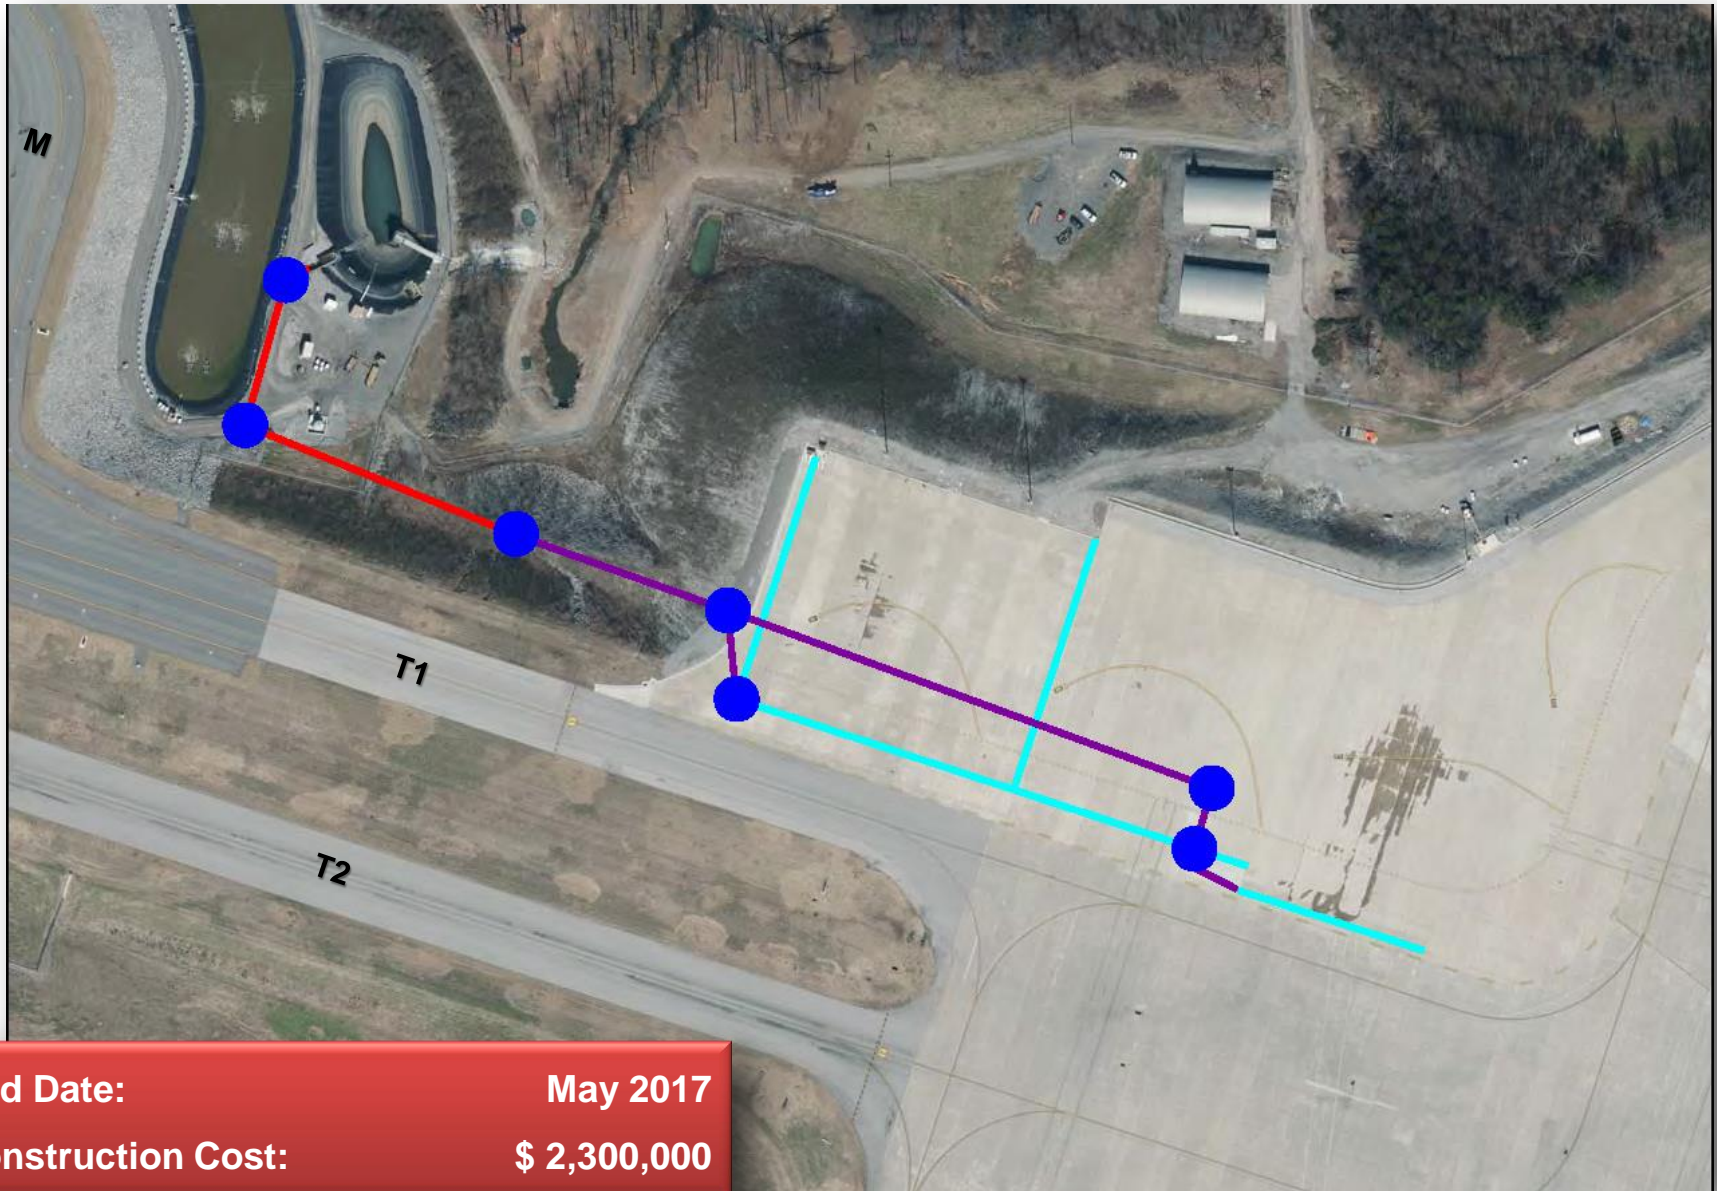 M
T1
T2
d Date: May 2017
nstruction Cost: $ 2,300,000